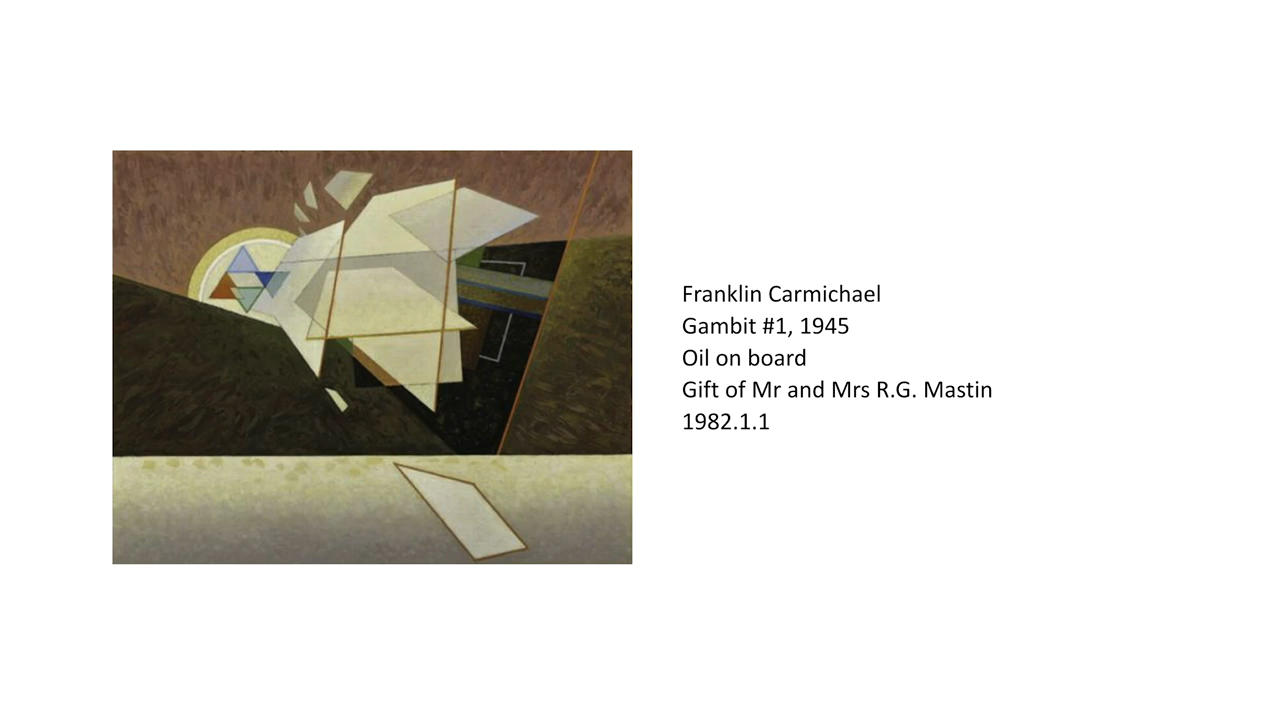 Franklin Carmichael
Gambit #1, 1945
Oil on board
Gift of Mr and Mrs R.G. Mastin
1982.1.1